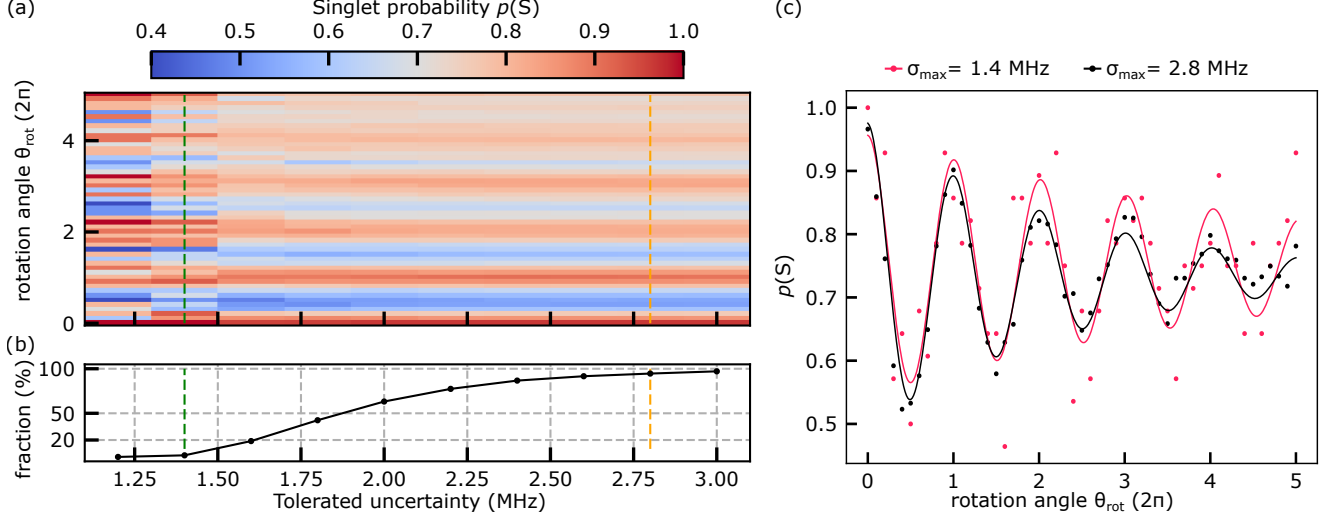 (a)
Singlet probability p(S)
0.4 0.5 0.6 0.7 0.8 0.9 1.0
rotation angle θrot (2π)
4
2
0
(b)
fraction (%)
100
50
20
1.25 1.50 1.75 2.00 2.25 2.50 2.75 3.00
Tolerated uncertainty (MHz)
(c)
σmax= 1.4 MHz σmax= 2.8 MHz
p(S)
1.0
0.9
0.8
0.7
0.6
0.5
0 1 2 3 4 5
rotation angle θrot (2π)